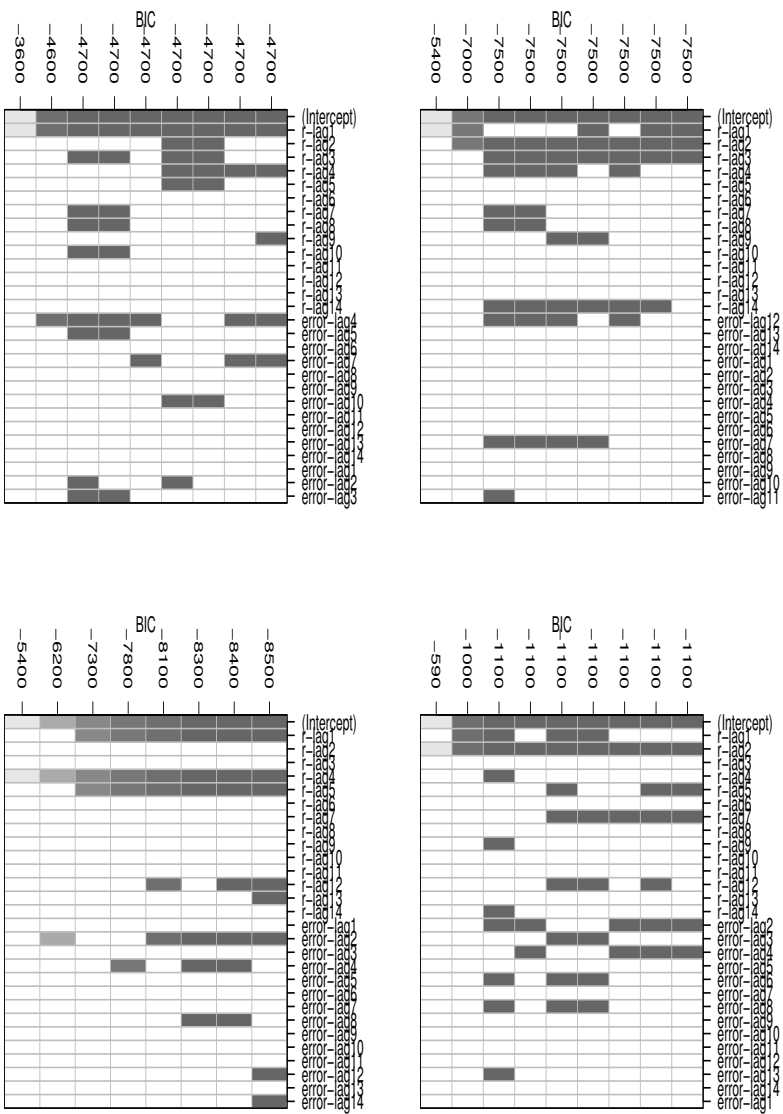 BIC
−3600
−4600
−4700
−4700
−4700
−4700
−4700
−4700
−4700
(Intercept)
r−lag1
r−lag2
r−lag3
r−lag4
r−lag5
r−lag6
r−lag7
r−lag8
r−lag9
r−lag10
r−lag11
r−lag12
r−lag13
r−lag14
error−lag4
error−lag5
error−lag6
error−lag7
error−lag8
error−lag9
error−lag10
error−lag11
error−lag12
error−lag13
error−lag14
error−lag1
error−lag2
error−lag3
BIC
−5400
−7000
−7500
−7500
−7500
−7500
−7500
−7500
−7500
(Intercept)
r−lag1
r−lag2
r−lag3
r−lag4
r−lag5
r−lag6
r−lag7
r−lag8
r−lag9
r−lag10
r−lag11
r−lag12
r−lag13
r−lag14
error−lag12
error−lag13
error−lag14
error−lag1
error−lag2
error−lag3
error−lag4
error−lag5
error−lag6
error−lag7
error−lag8
error−lag9
error−lag10
error−lag11
BIC
−5400
−6200
−7300
−7800
−8100
−8300
−8400
−8500
(Intercept)
r−lag1
r−lag2
r−lag3
r−lag4
r−lag5
r−lag6
r−lag7
r−lag8
r−lag9
r−lag10
r−lag11
r−lag12
r−lag13
r−lag14
error−lag1
error−lag2
error−lag3
error−lag4
error−lag5
error−lag6
error−lag7
error−lag8
error−lag9
error−lag10
error−lag11
error−lag12
error−lag13
error−lag14
BIC
−590
−1000
−1100
−1100
−1100
−1100
−1100
−1100
−1100
(Intercept)
r−lag1
r−lag2
r−lag3
r−lag4
r−lag5
r−lag6
r−lag7
r−lag8
r−lag9
r−lag10
r−lag11
r−lag12
r−lag13
r−lag14
error−lag2
error−lag3
error−lag4
error−lag5
error−lag6
error−lag7
error−lag8
error−lag9
error−lag10
error−lag11
error−lag12
error−lag13
error−lag14
error−lag1